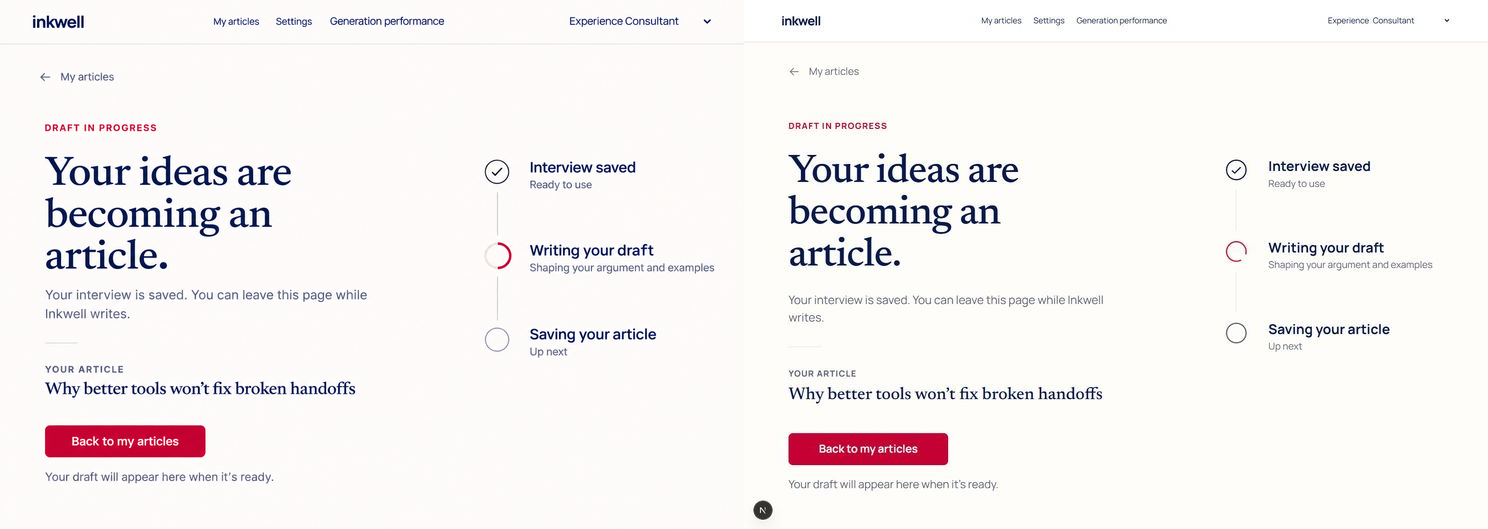 inkwell My articles Settings Generation performance Experience Consultant
← My articles
DRAFT IN PROGRESS
Your ideas are
becoming an
article.
Your interview is saved. You can leave this page while
Inkwell writes.
YOUR ARTICLE
Why better tools won’t fix broken handoffs
Back to my articles
Your draft will appear here when it’s ready.
Interview saved
Ready to use
Writing your draft
Shaping your argument and examples
Saving your article
Up next
inkwell My articles Settings Generation performance Experience Consultant
← My articles
DRAFT IN PROGRESS
Your ideas are
becoming an
article.
Your interview is saved. You can leave this page while Inkwell
writes.
YOUR ARTICLE
Why better tools won’t fix broken handoffs
Back to my articles
Your draft will appear here when it’s ready.
N
Interview saved
Ready to use
Writing your draft
Shaping your argument and examples
Saving your article
Up next